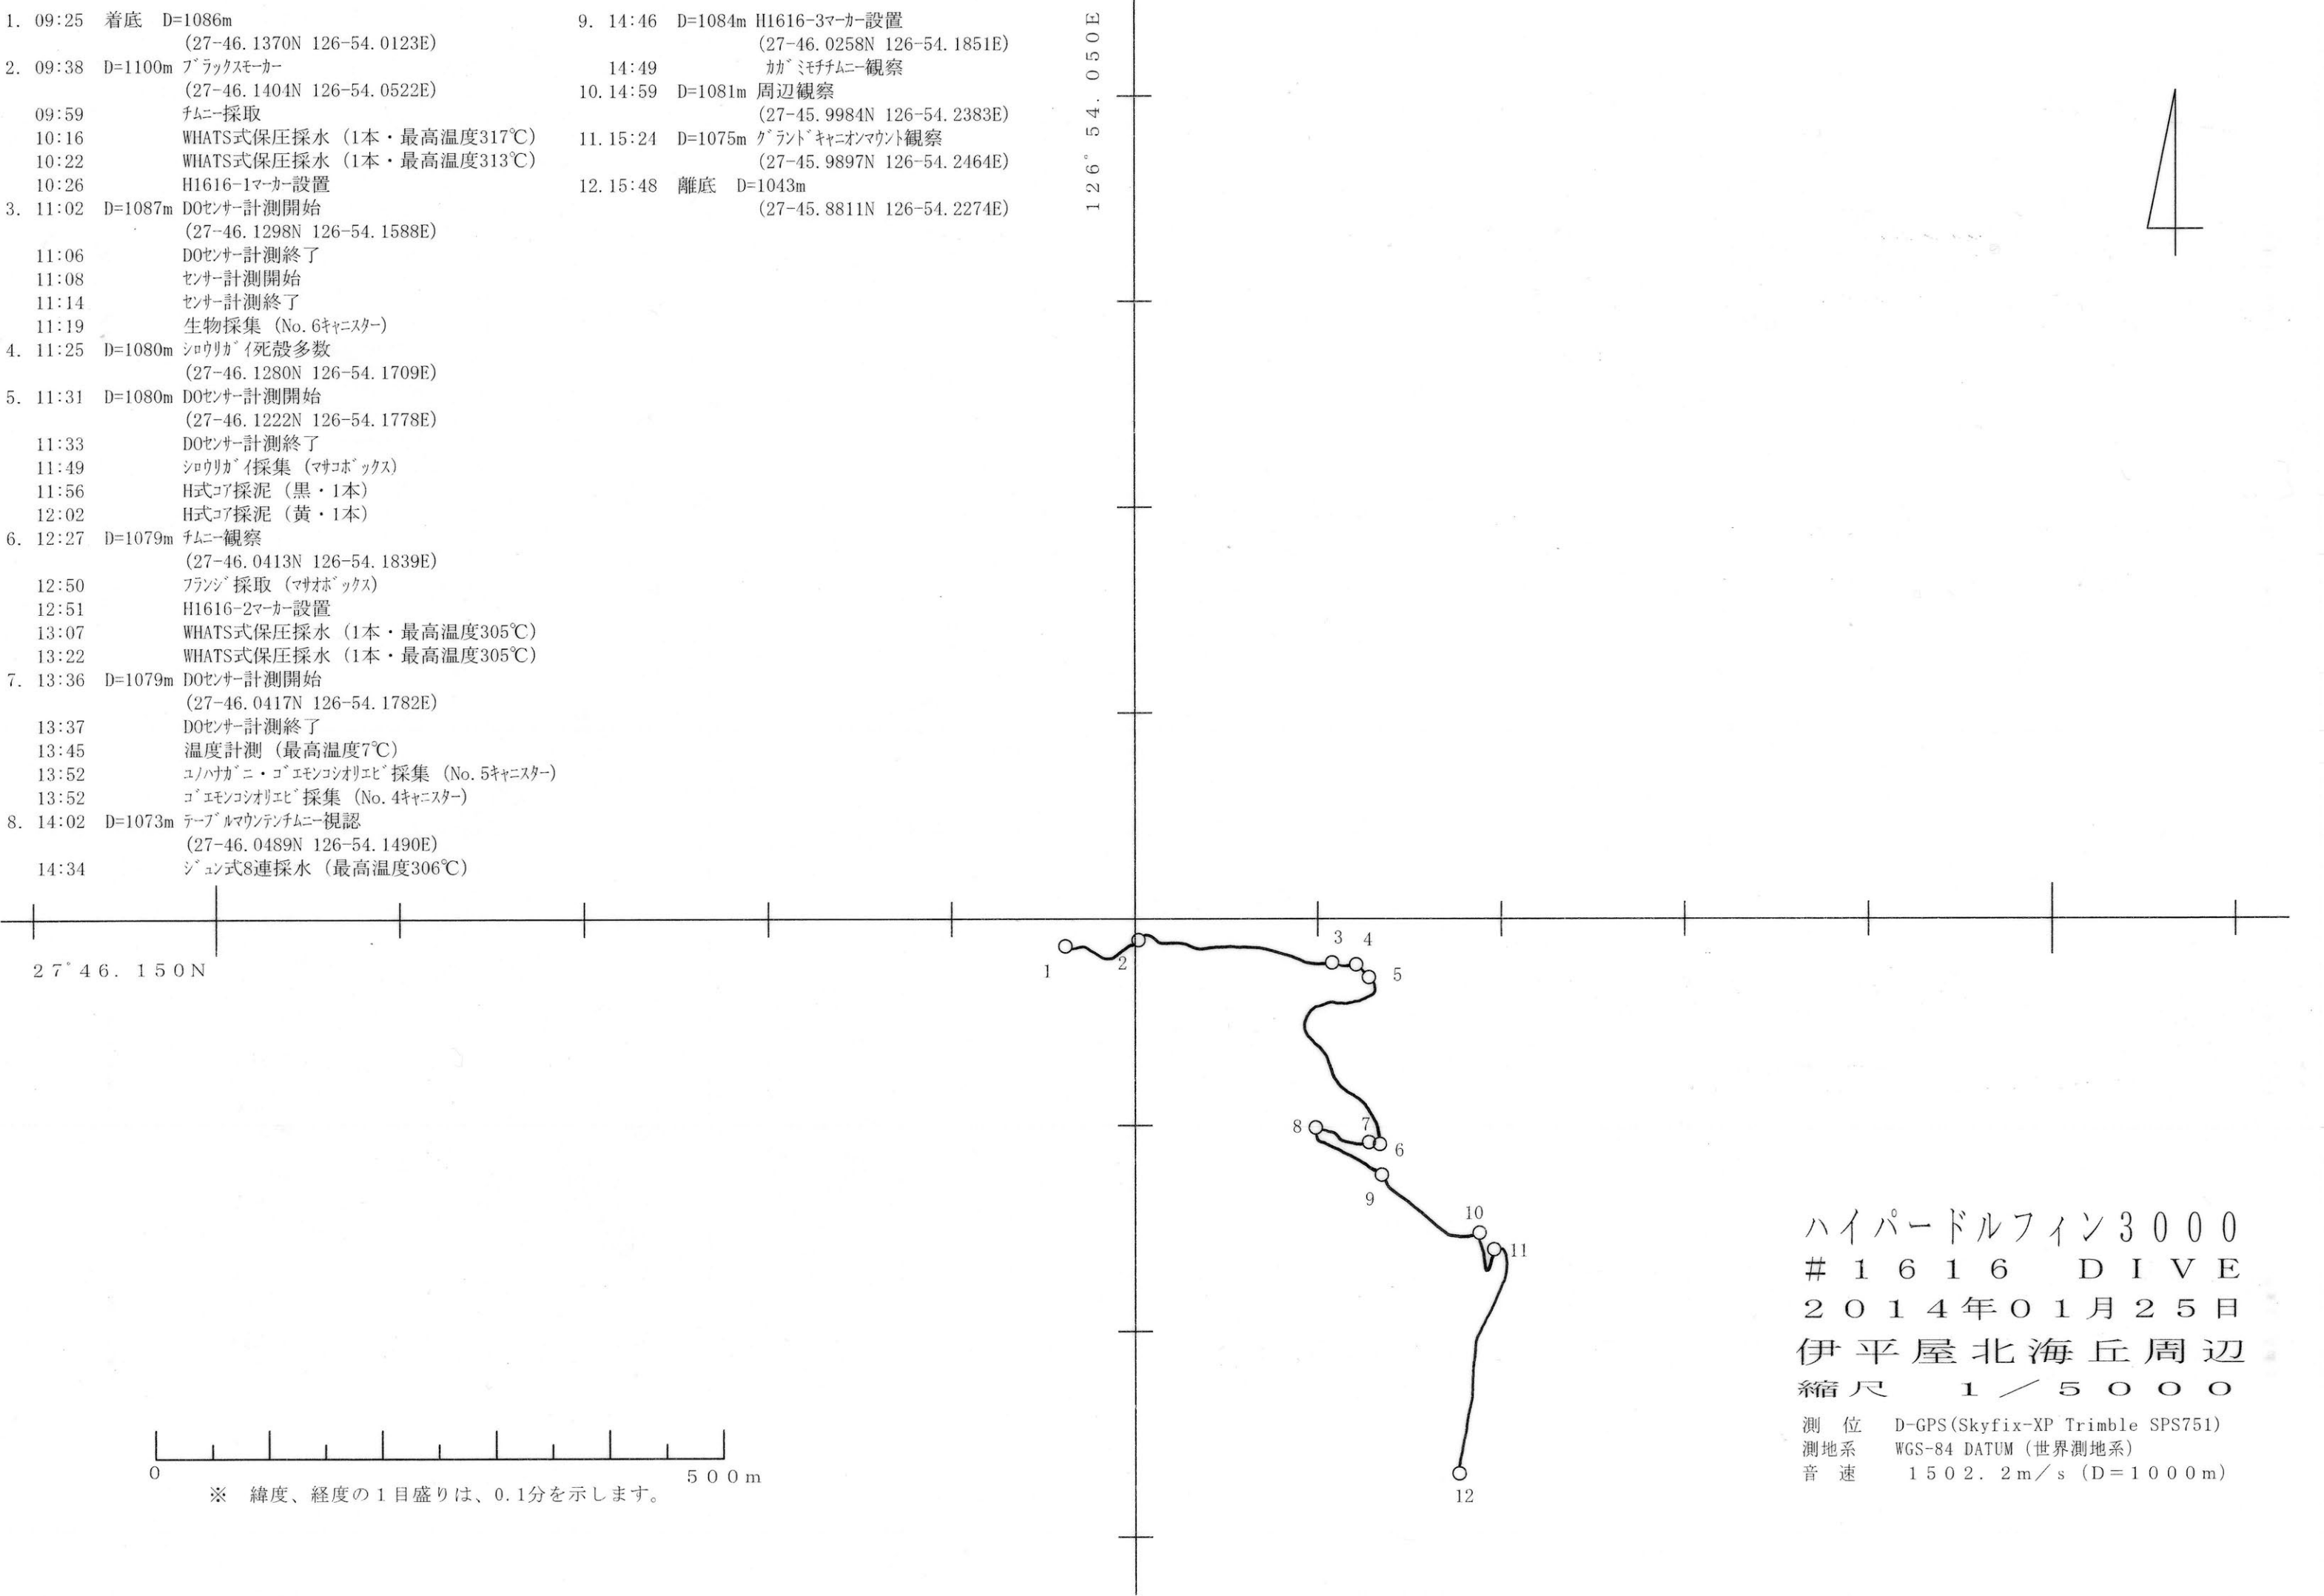 1. 09:25 着底 D=1086m
(27-46.1370N 126-54.0123E)
2. 09:38 D=1100m ﾌﾞﾗｯｸｽﾓｰｶｰ
(27-46.1404N 126-54.0522E)
09:59 ﾁﾑﾆｰ採取
10:16 WHATS式保圧採水（1本・最高温度317℃）
10:22 WHATS式保圧採水（1本・最高温度313℃）
10:26 H1616-1ﾏｰｶｰ設置
3. 11:02 D=1087m DOｾﾝｻｰ計測開始
(27-46.1298N 126-54.1588E)
11:06 DOｾﾝｻｰ計測終了
11:08 ｾﾝｻｰ計測開始
11:14 ｾﾝｻｰ計測終了
11:19 生物採集（No.6ｷｬﾆｽﾀｰ）
4. 11:25 D=1080m ｼﾛｳﾘｶﾞｲ死殻多数
(27-46.1280N 126-54.1709E)
5. 11:31 D=1080m DOｾﾝｻｰ計測開始
(27-46.1222N 126-54.1778E)
11:33 DOｾﾝｻｰ計測終了
11:49 ｼﾛｳﾘｶﾞｲ採集（ﾏｻｺﾎﾞｯｸｽ）
11:56 H式ｺｱ採泥（黒・1本）
12:02 H式ｺｱ採泥（黄・1本）
6. 12:27 D=1079m ﾁﾑﾆｰ観察
(27-46.0413N 126-54.1839E)
12:50 ﾌﾗﾝｼﾞ採取（ﾏｻｵﾎﾞｯｸｽ）
12:51 H1616-2ﾏｰｶｰ設置
13:07 WHATS式保圧採水（1本・最高温度305℃）
13:22 WHATS式保圧採水（1本・最高温度305℃）
7. 13:36 D=1079m DOｾﾝｻｰ計測開始
(27-46.0417N 126-54.1782E)
13:37 DOｾﾝｻｰ計測終了
13:45 温度計測（最高温度7℃）
13:52 ﾕﾉﾊﾅｶﾞﾆ・ｺﾞｴﾓﾝｺｼｵﾘｴﾋﾞ採集（No.5ｷｬﾆｽﾀｰ）
13:52 ｺﾞｴﾓﾝｺｼｵﾘｴﾋﾞ採集（No.4ｷｬﾆｽﾀｰ）
8. 14:02 D=1073m ﾃｰﾌﾞﾙﾏｳﾝﾃﾝﾁﾑﾆｰ視認
(27-46.0489N 126-54.1490E)
14:34 ｼﾞｭﾝ式8連採水（最高温度306℃）
9. 14:46 D=1084m H1616-3ﾏｰｶｰ設置
(27-46.0258N 126-54.1851E)
14:49 ｶｶﾞﾐﾓﾁﾁﾑﾆｰ観察
10.14:59 D=1081m 周辺観察
(27-45.9984N 126-54.2383E)
11.15:24 D=1075m ｸﾞﾗﾝﾄﾞｷｬﾆｵﾝﾏｳﾝﾄ観察
(27-45.9897N 126-54.2464E)
12.15:48 離底 D=1043m
(27-45.8811N 126-54.2274E)
126ﾟ54.050E
27ﾟ46.150N
1
2
3
4
5
6
7
8
9
10
11
12
0
500m
※ 緯度、経度の１目盛りは、0.1分を示します。
ハイパードルフィン3000
＃1616 DIVE
2014年01月25日
伊平屋北海丘周辺
縮尺 1／5000
測 位 D-GPS(Skyfix-XP Trimble SPS751)
測地系 WGS-84 DATUM（世界測地系）
音 速 1502.2m／s（D＝1000m）